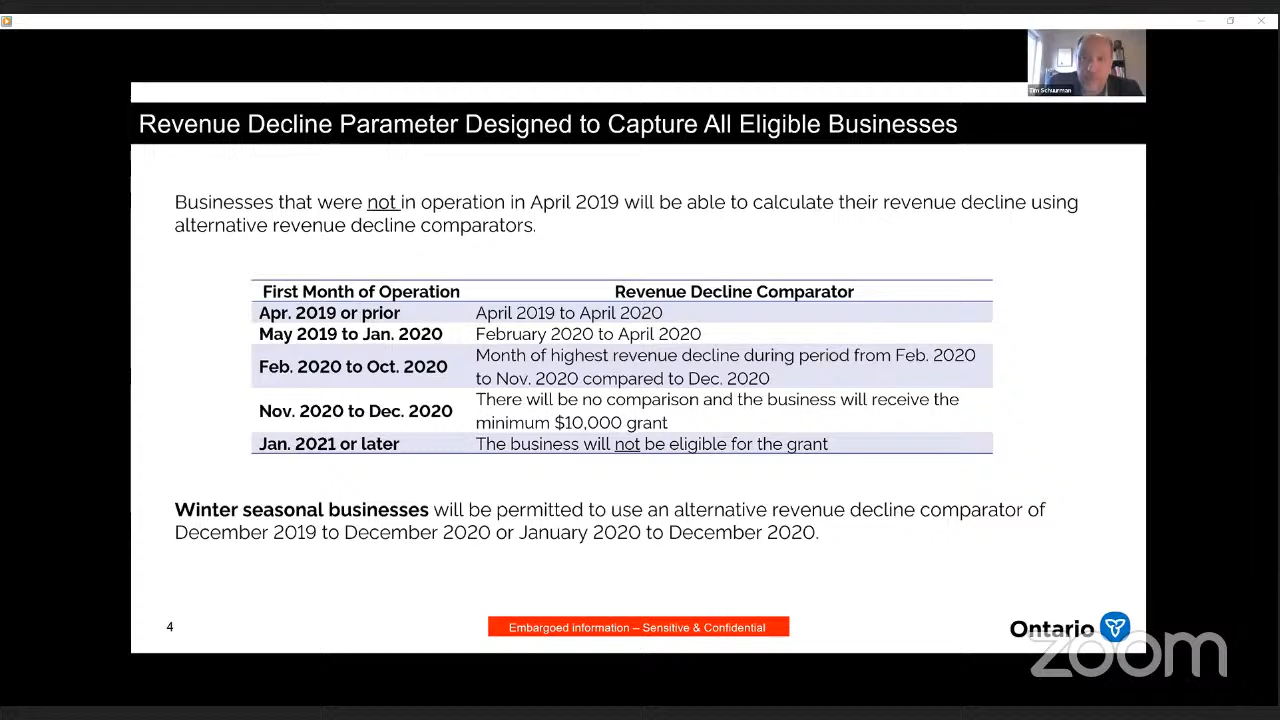 Tim Schuurman
Revenue Decline Parameter Designed to Capture All Eligible Businesses
Businesses that were not in operation in April 2019 will be able to calculate their revenue decline using
alternative revenue decline comparators.
First Month of Operation Revenue Decline Comparator
Apr. 2019 or prior April 2019 to April 2020
May 2019 to Jan. 2020 February 2020 to April 2020
Feb. 2020 to Oct. 2020 Month of highest revenue decline during period from Feb. 2020
to Nov. 2020 compared to Dec. 2020
Nov. 2020 to Dec. 2020 There will be no comparison and the business will receive the
minimum $10,000 grant
Jan. 2021 or later The business will not be eligible for the grant
Winter seasonal businesses will be permitted to use an alternative revenue decline comparator of
December 2019 to December 2020 or January 2020 to December 2020.
4
Embargoed information – Sensitive & Confidential
Ontario
zoom